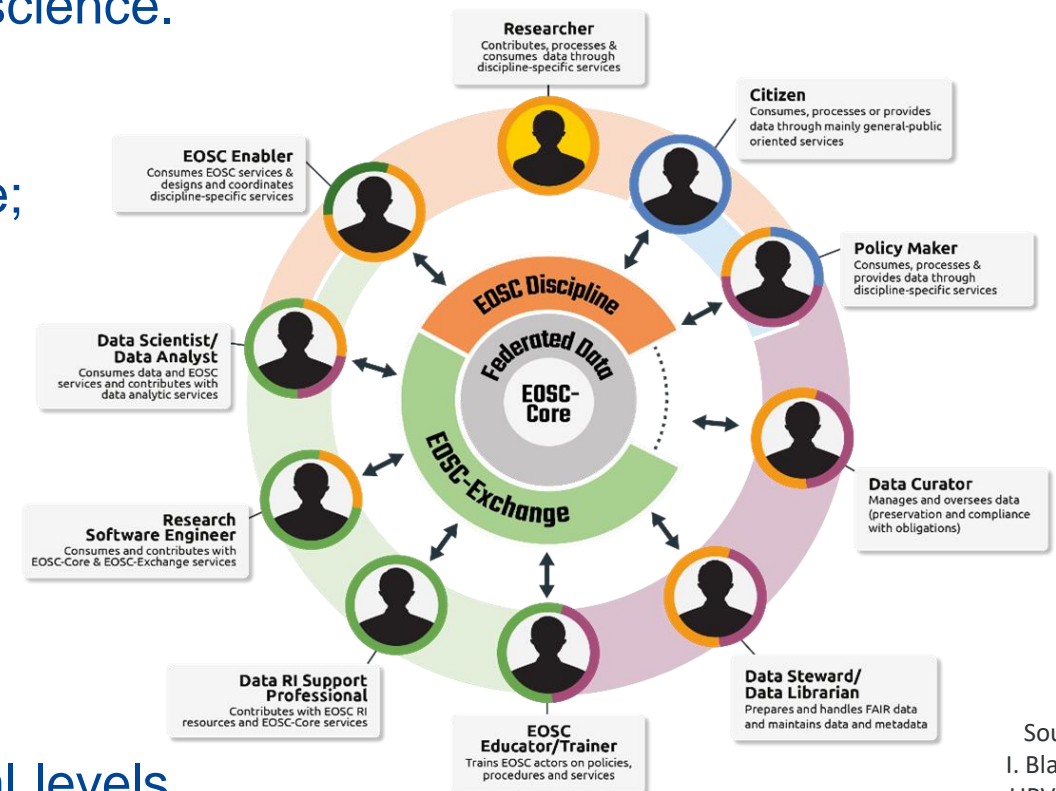 science.
Researcher
Contributes, processes &
consumes data through
discipline-specific services
Citizen
Consumes, processes or provides
data through mainly general-public
oriented services
EOSC Enabler
Consumes EOSC services &
designs and coordinates
discipline-specific services
e;
Policy Maker
Consumes, processes &
provides data through
discipline-specific services
EOSC Discipline
Federated Data
EOSC-
Core
EOSC-Exchange
Data Scientist/
Data Analyst
Consumes data and EOSC
services and contributes with
data analytic services
Data Curator
Manages and oversees data
(preservation and compliance
with obligations)
Research
Software Engineer
Consumes and contributes with
EOSC-Core & EOSC-Exchange services
Data RI Support
Professional
Contributes with EOSC RI
resources and EOSC-Core services
EOSC
Educator/Trainer
Trains EOSC actors on policies,
procedures and services
Data Steward/
Data Librarian
Prepares and handles FAIR data
and maintains data and metadata
Sou
I. Bla
levels